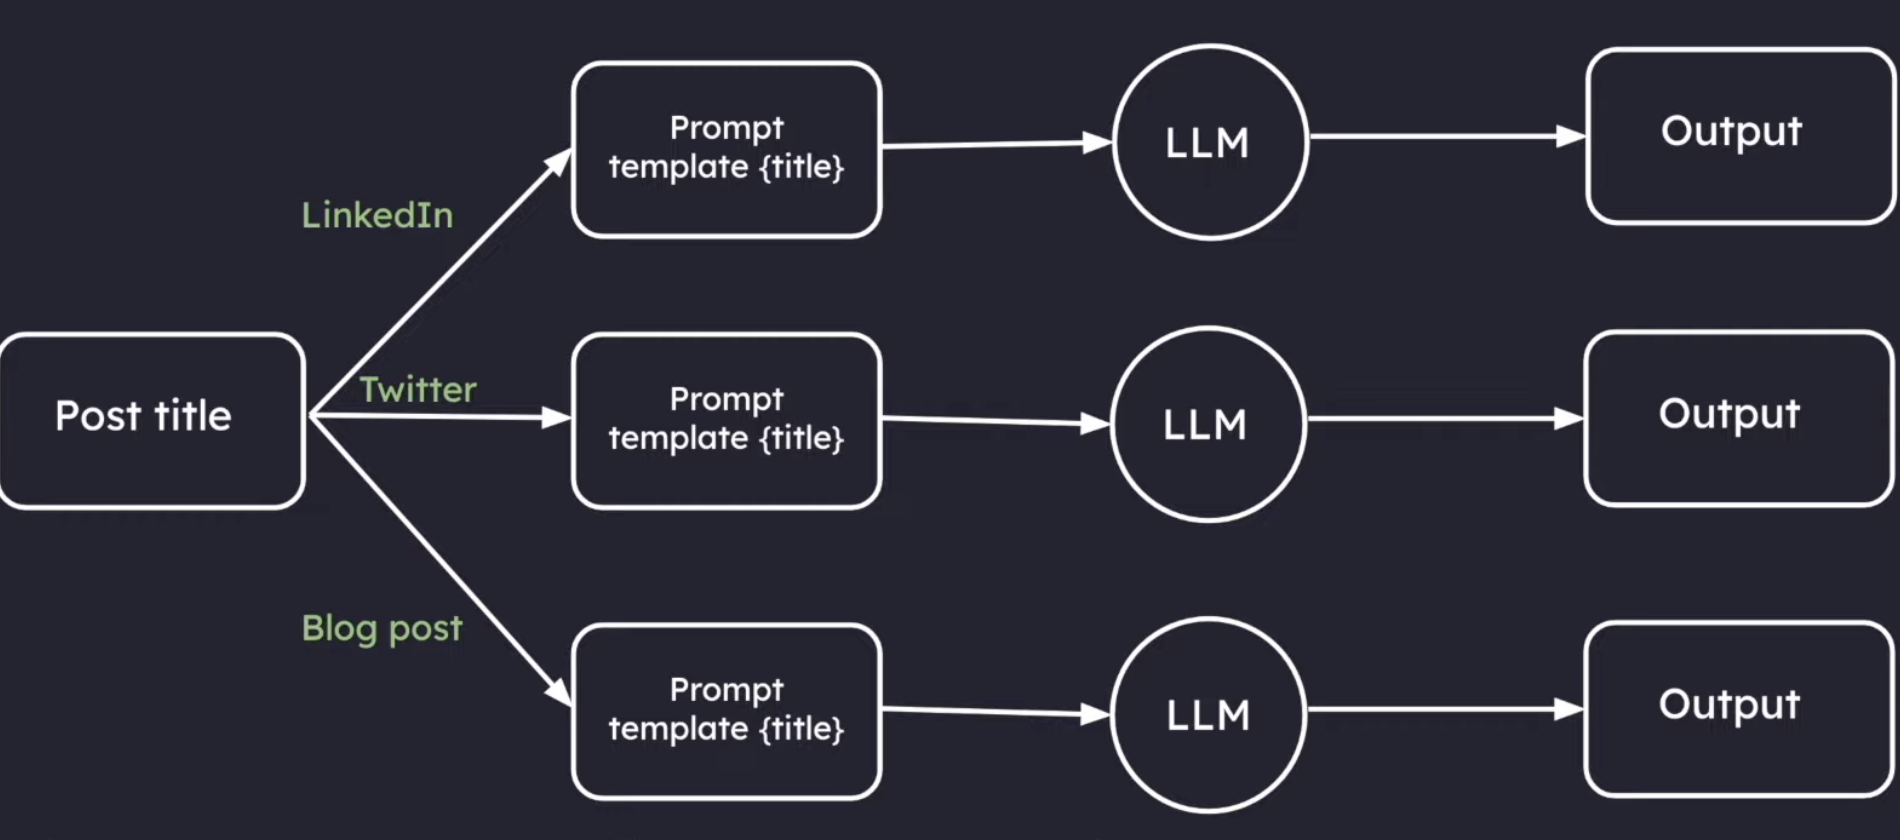 LinkedIn
Prompt
template {title}
LLM
Output
Post title
Twitter
Prompt
template {title}
LLM
Output
Blog post
Prompt
template {title}
LLM
Output